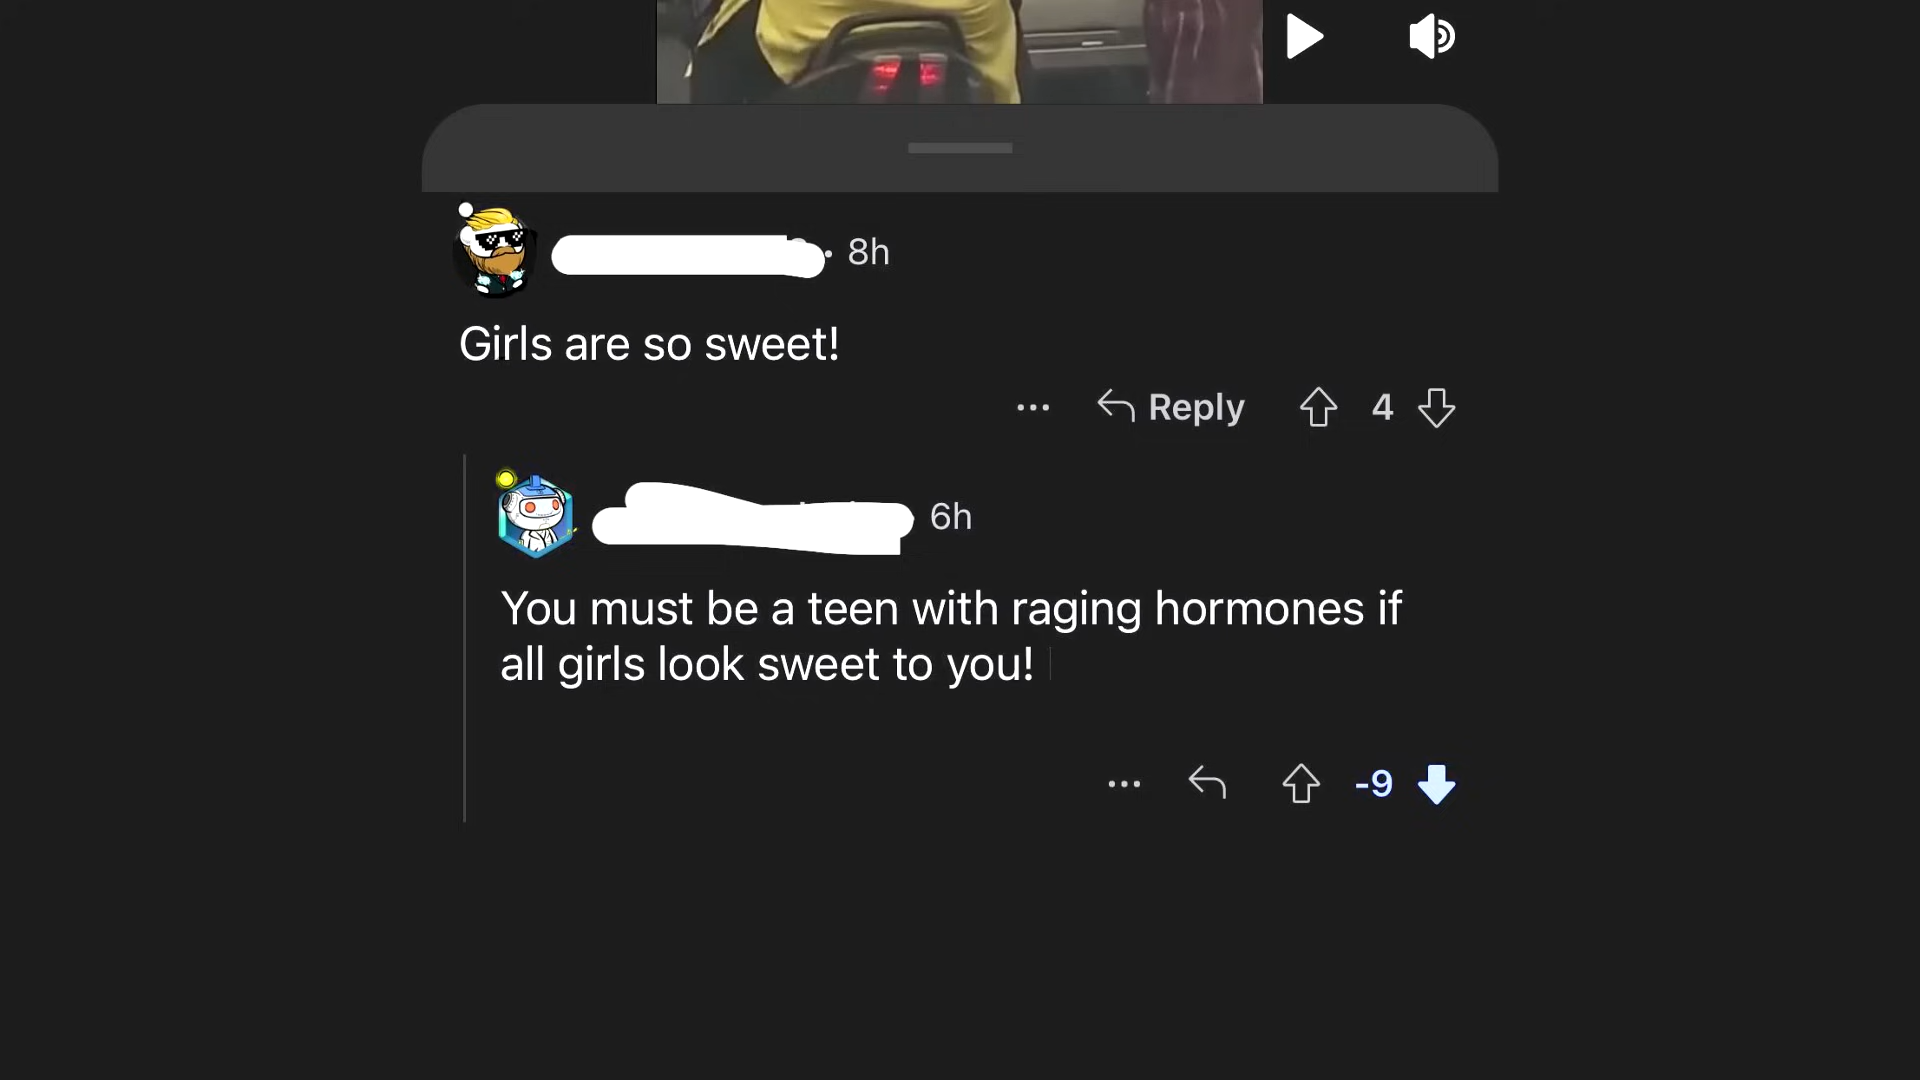 8h
Girls are so sweet!
Reply 4
6h
You must be a teen with raging hormones if
all girls look sweet to you!
-9